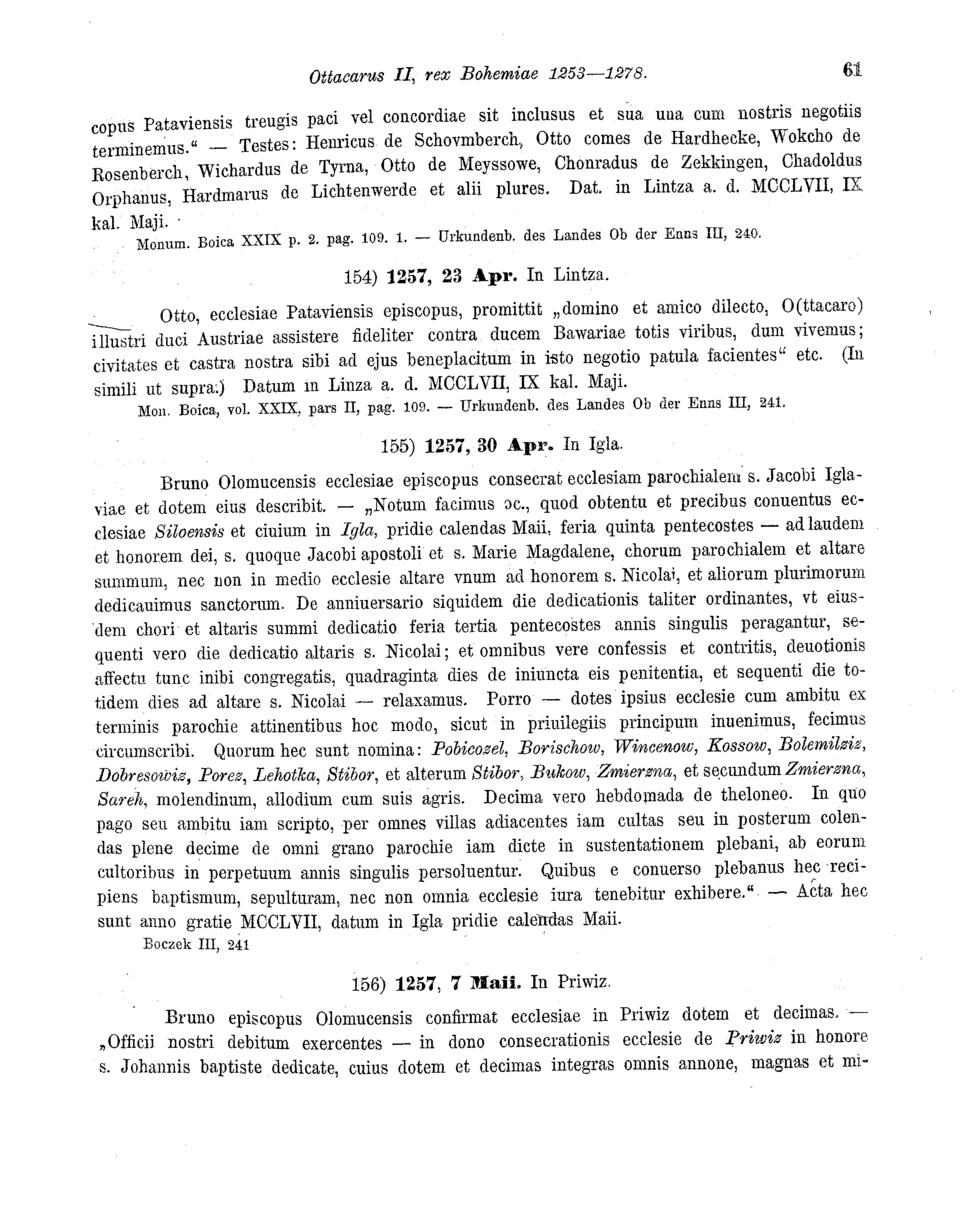 Ottacarus II, rex Bohemiae 1253—1278.
61
copus Pataviensis treugis paci vel concordiae sit inclusus et sua una cum nostris negotiis
terminemus.“ — Testes: Henricus de Schovmberch, Otto comes de Hardhecke, Wokcho de
Rosenberch, Wichardus de Tyrna, Otto de Meyssowe, Chonradus de Zekkingen, Chadoldus
Orphanus, Hardmarus de Lichtenwerde et alii plures. Dat. in Lintza a. d. MCCLVII, IX
kal. Maji.
Monum. Boica XXIX p. 2. pag. 109. 1. — Urkundenb. des Landes Ob der Enns III, 240.
154) 1257, 23 Apr. In Lintza.
Otto, ecclesiae Pataviensis episcopus, promittit „domino et amico dilecto, O(ttacaro)
illustri duci Austriae assistere fideliter contra ducem Bawariae totis viribus, dum vivemus;
civitates et castra nostra sibi ad ejus beneplacitum in isto negotio patula facientes“ etc. (In
simili ut supra.) Datum in Linza a. d. MCCLVII, IX kal. Maji.
Mon. Boica, vol. XXIX, pars II, pag. 109. — Urkundenb. des Landes Ob der Enns III, 241.
155) 1257, 30 Apr. In Igla.
Bruno Olomucensis ecclesiae episcopus consecrat ecclesiam parochialem s. Jacobi Igla-
viae et dotem eius describit. — „Notum facimus ɔc., quod obtentu et precibus conuentus ec-
clesiae Siloensis et ciuium in Igla, pridie calendas Maii, feria quinta pentecostes — ad laudem
et honorem dei, s. quoque Jacobi apostoli et s. Marie Magdalene, chorum parochialem et altare
summum, nec non in medio ecclesie altare vnum ad honorem s. Nicolai, et aliorum plurimorum
dedicauimus sanctorum. De anniuersario siquidem die dedicationis taliter ordinantes, vt eius-
dem chori et altaris summi dedicatio feria tertia pentecostes annis singulis peragantur, se-
quenti vero die dedicatio altaris s. Nicolai; et omnibus vere confessis et contritis, deuotionis
affectu tunc inibi congregatis, quadraginta dies de iniuncta eis penitentia, et sequenti die to-
tidem dies ad altare s. Nicolai — relaxamus. Porro — dotes ipsius ecclesie cum ambitu ex
terminis parochie attinentibus hoc modo, sicut in priuilegiis principum inuenimus, fecimus
circumscribi. Quorum hec sunt nomina: Pobicozel, Borischow, Wincenow, Kossow, Bolemilziz,
Dobresowiz, Porez, Lehotka, Stibor, et alterum Stibor, Bukow, Zmierzna, et secundum Zmierzna,
Sareh, molendinum, allodium cum suis agris. Decima vero hebdomada de theloneo. In quo
pago seu ambitu iam scripto, per omnes villas adiacentes iam cultas seu in posterum colen-
das plene decime de omni grano parochie iam dicte in sustentationem plebani, ab eorum
cultoribus in perpetuum annis singulis persoluentur. Quibus e conuerso plebanus hec reci-
piens baptismum, sepulturam, nec non omnia ecclesie iura tenebitur exhibere.“ — Acta hec
sunt anno gratie MCCLVII, datum in Igla pridie calendas Maii.
Boczek III, 241
156) 1257, 7 Maii. In Priwiz.
Bruno episcopus Olomucensis confirmat ecclesiae in Priwiz dotem et decimas. —
„Officii nostri debitum exercentes — in dono consecrationis ecclesie de Priwiz in honore
s. Johannis baptiste dedicate, cuius dotem et decimas integras omnis annone, magnas et mi-